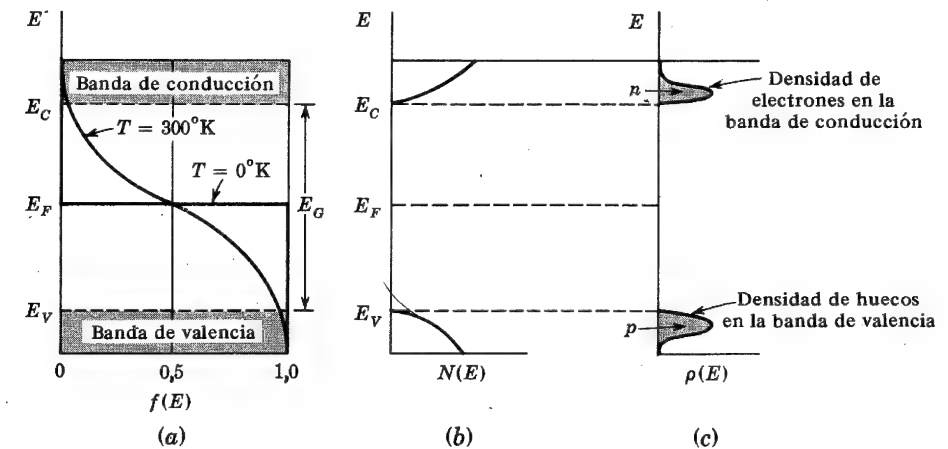 E
Banda de conducción
E_C
T = 300°K
T = 0°K
E_F
E_G
E_V
Banda de valencia
0
0,5
1,0
f(E)
(a)
E
E_C
E_F
E_V
N(E)
(b)
E
n
Densidad de
electrones en la
banda de conducción
Densidad de huecos
en la banda de valencia
p
ρ(E)
(c)